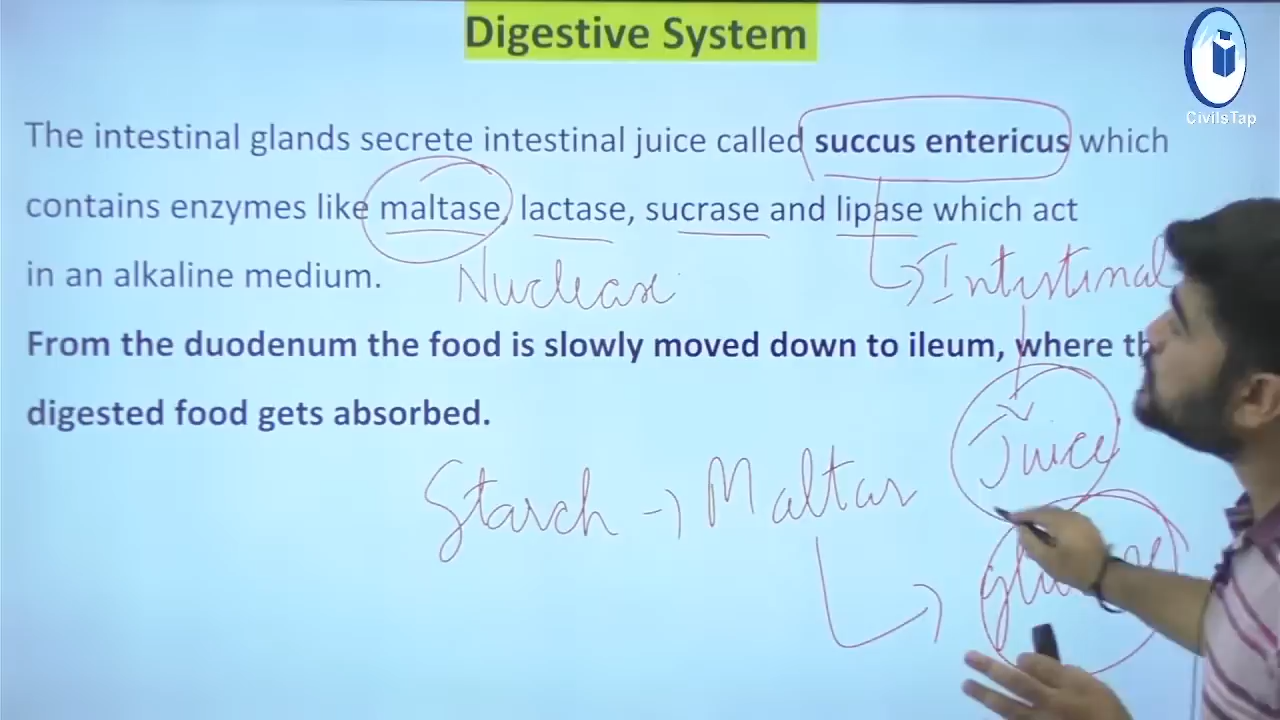 Digestive System
CivilsTap
The intestinal glands secrete intestinal juice called succus entericus which
contains enzymes like maltase, lactase, sucrase and lipase which act
in an alkaline medium.
Nuclease
Intestinal
From the duodenum the food is slowly moved down to ileum, where th
digested food gets absorbed.
Juice
Starch → Maltas